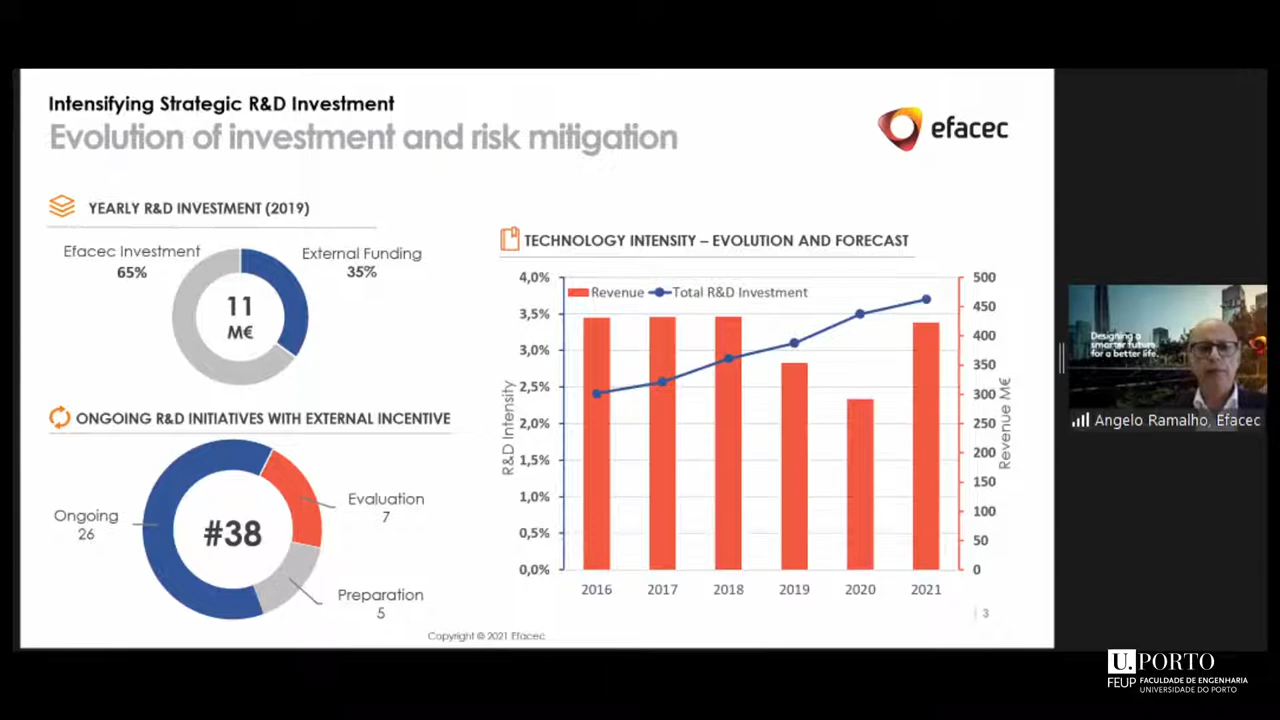 Intensifying Strategic R&D Investment
Evolution of investment and risk mitigation
efacec
YEARLY R&D INVESTMENT (2019)
Efacec Investment
65%
External Funding
35%
11
M€
ONGOING R&D INITIATIVES WITH EXTERNAL INCENTIVE
Ongoing
26
#38
Evaluation
7
Preparation
5
TECHNOLOGY INTENSITY – EVOLUTION AND FORECAST
Revenue
Total R&D Investment
4,0%
3,5%
3,0%
2,5%
2,0%
1,5%
1,0%
0,5%
0,0%
R&D Intensity
500
450
400
350
300
250
200
150
100
50
0
Revenue M€
2016 2017 2018 2019 2020 2021
3
Copyright © 2021 Efacec
Designing a
smarter future
for a better life.
Angelo Ramalho, Efacec
U.PORTO
FEUP FACULDADE DE ENGENHARIA
UNIVERSIDADE DO PORTO